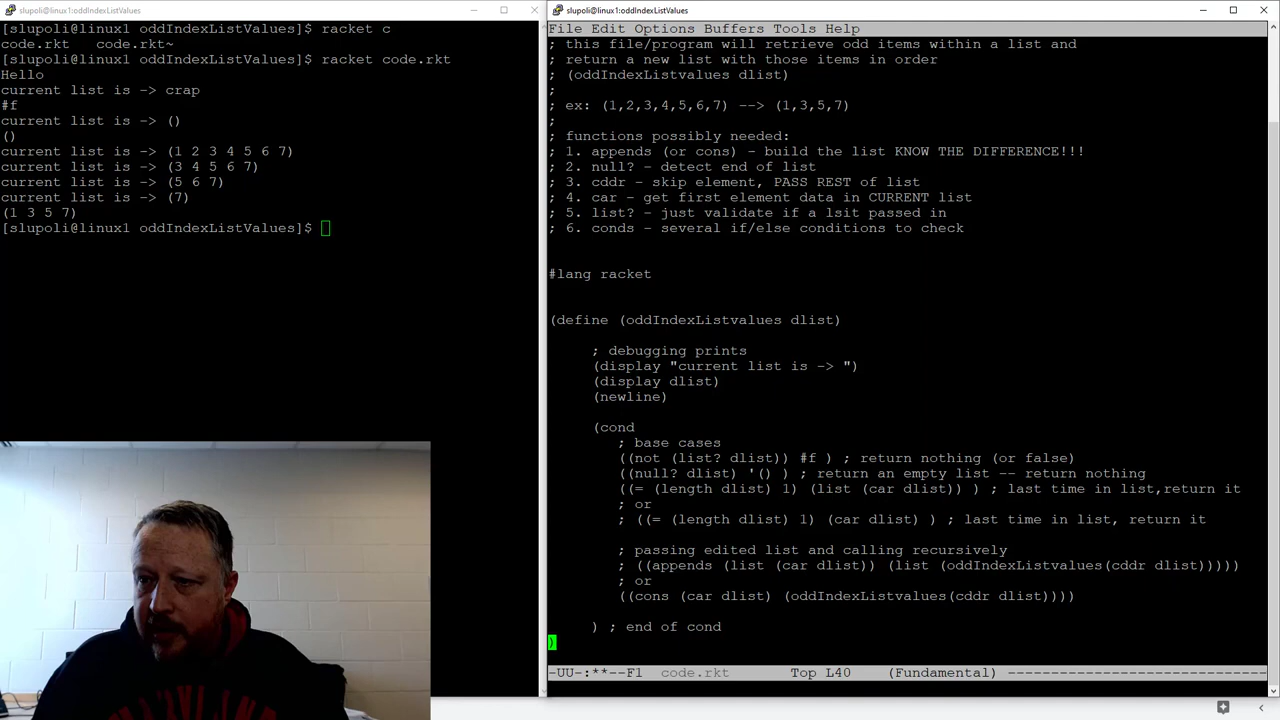 slupoli@linux1:oddIndexListValues
[slupoli@linux1 oddIndexListValues]$ racket c
code.rkt   code.rkt~
[slupoli@linux1 oddIndexListValues]$ racket code.rkt
Hello
current list is -> crap
#f
current list is -> ()
()
current list is -> (1 2 3 4 5 6 7)
current list is -> (3 4 5 6 7)
current list is -> (5 6 7)
current list is -> (7)
(1 3 5 7)
[slupoli@linux1 oddIndexListValues]$
slupoli@linux1:oddIndexListValues
File Edit Options Buffers Tools Help
; this file/program will retrieve odd items within a list and
; return a new list with those items in order
; (oddIndexListvalues dlist)
;
; ex: (1,2,3,4,5,6,7) --> (1,3,5,7)
;
; functions possibly needed:
; 1. appends (or cons) - build the list KNOW THE DIFFERENCE!!!
; 2. null? - detect end of list
; 3. cddr - skip element, PASS REST of list
; 4. car - get first element data in CURRENT list
; 5. list? - just validate if a lsit passed in
; 6. conds - several if/else conditions to check
#lang racket
(define (oddIndexListvalues dlist)
; debugging prints
(display "current list is -> ")
(display dlist)
(newline)
(cond
; base cases
((not (list? dlist)) #f ) ; return nothing (or false)
((null? dlist) '() ) ; return an empty list -- return nothing
((= (length dlist) 1) (list (car dlist)) ) ; last time in list,return it
; or
; ((= (length dlist) 1) (car dlist) ) ; last time in list, return it
; passing edited list and calling recursively
; ((appends (list (car dlist)) (list (oddIndexListvalues(cddr dlist)))))
; or
((cons (car dlist) (oddIndexListvalues(cddr dlist))))
) ; end of cond
)
-UU-:**--F1  code.rkt  Top L40  (Fundamental)